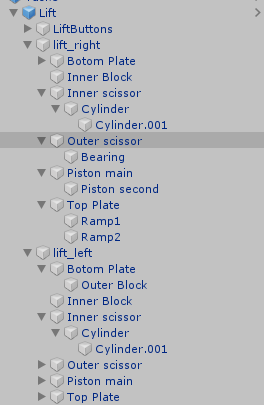 Lift
LiftButtons
lift_right
Botom Plate
Inner Block
Inner scissor
Cylinder
Cylinder.001
Outer scissor
Bearing
Piston main
Piston second
Top Plate
Ramp1
Ramp2
lift_left
Bottom Plate
Outer Block
Inner Block
Inner scissor
Cylinder
Cylinder.001
Outer scissor
Piston main
Top Plate